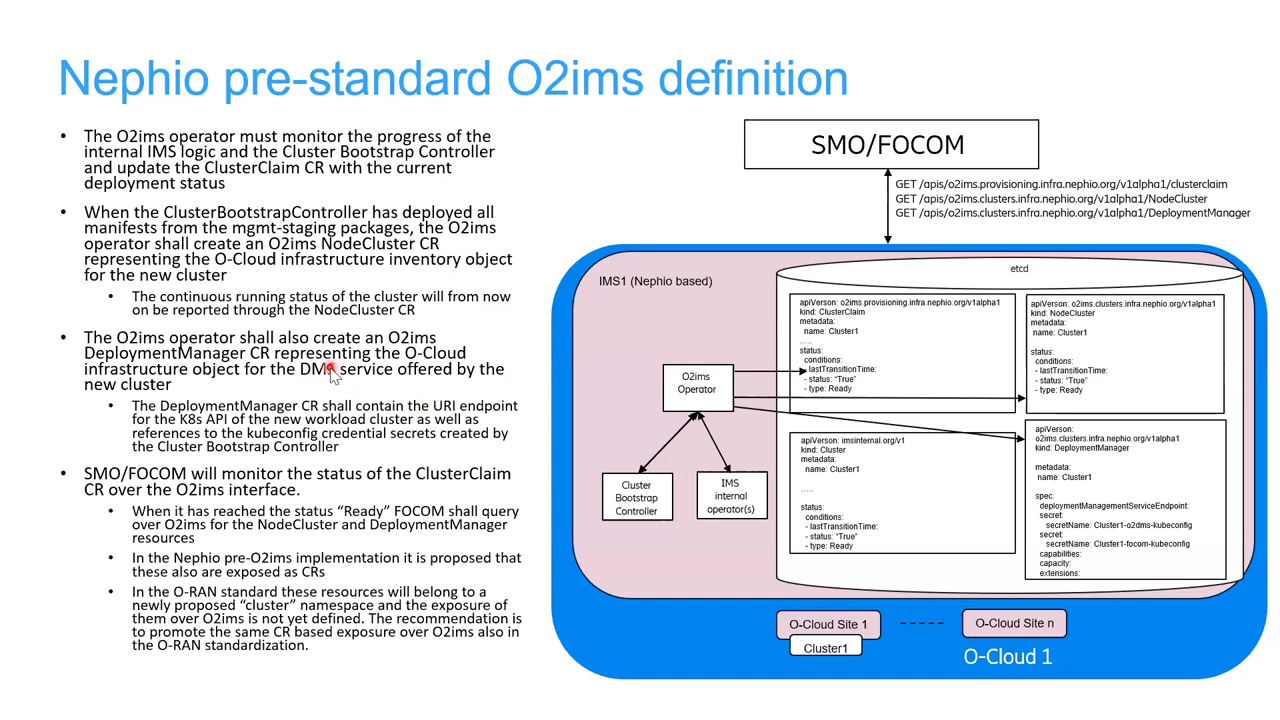 Nephio pre-standard O2ims definition
• The O2ims operator must monitor the progress of the
internal IMS logic and the Cluster Bootstrap Controller
and update the ClusterClaim CR with the current
deployment status
• When the ClusterBootstrapController has deployed all
manifests from the mgmt-staging packages, the O2ims
operator shall create an O2ims NodeCluster CR
representing the O-Cloud infrastructure inventory object
for the new cluster
• The continuous running status of the cluster will from now
on be reported through the NodeCluster CR
• The O2ims operator shall also create an O2ims
DeploymentManager CR representing the O-Cloud
infrastructure object for the DMS service offered by the
new cluster
• The DeploymentManager CR shall contain the URI endpoint
for the K8s API of the new workload cluster as well as
references to the kubeconfig credential secrets created by
the Cluster Bootstrap Controller
• SMO/FOCOM will monitor the status of the ClusterClaim
CR over the O2ims interface.
• When it has reached the status “Ready” FOCOM shall query
over O2ims for the NodeCluster and DeploymentManager
resources
• In the Nephio pre-O2ims implementation it is proposed that
these also are exposed as CRs
• In the O-RAN standard these resources will belong to a
newly proposed “cluster” namespace and the exposure of
them over O2ims is not yet defined. The recommendation is
to promote the same CR based exposure over O2ims also in
the O-RAN standardization.
SMO/FOCOM
GET /apis/o2ims.provisioning.infra.nephio.org/v1alpha1/clusterclaim
GET /apis/o2ims.clusters.infra.nephio.org/v1alpha1/NodeCluster
GET /apis/o2ims.clusters.infra.nephio.org/v1alpha1/DeploymentManager
IMS1 (Nephio based)
etcd
apiVerson: o2ims.provisioning.infra.nephio.org/v1alpha1
kind: ClusterClaim
metadata:
name: Cluster1
.....
status:
conditions:
- lastTransitionTime:
- status: “True”
- type: Ready
apiVerson: o2ims.clusters.infra.nephio.org/v1alpha1
kind: NodeCluster
metadata:
name: Cluster1
status:
conditions:
- lastTransitionTime:
- status: “True”
- type: Ready
O2ims
Operator
Cluster
Bootstrap
Controller
IMS
internal
operator(s)
apiVerson: imsinternal.org/v1
kind: Cluster
metadata:
name: Cluster1
.....
status:
conditions:
- lastTransitionTime:
- status: “True”
- type: Ready
apiVerson:
o2ims.clusters.infra.nephio.org/v1alpha1
kind: DeploymentManager
metadata:
name: Cluster1
spec:
deploymentManagementServiceEndpoint:
secret:
secretName: Cluster1-o2dms-kubeconfig
secret:
secretName: Cluster1-focom-kubeconfig
capabilities:
capacity:
extensions:
O-Cloud Site 1
Cluster1
O-Cloud Site n
O-Cloud 1